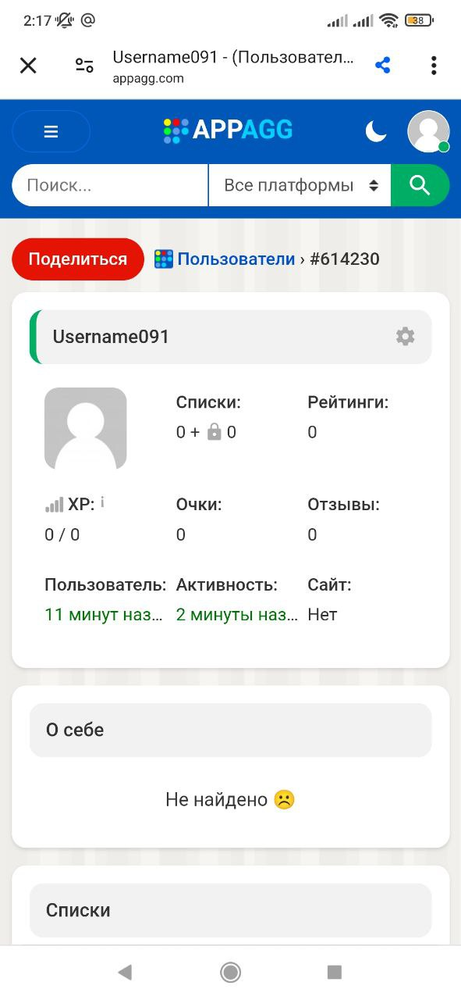 2:17
38
Username091 - (Пользовател...
appagg.com
APPAGG
Поиск...
Все платформы
Поделиться
Пользователи › #614230
Username091
Списки:
Рейтинги:
0 + 0
0
XP: i
Очки:
Отзывы:
0 / 0
0
0
Пользователь:
Активность:
Сайт:
11 минут наз...
2 минуты наз...
Нет
О себе
Не найдено
Списки